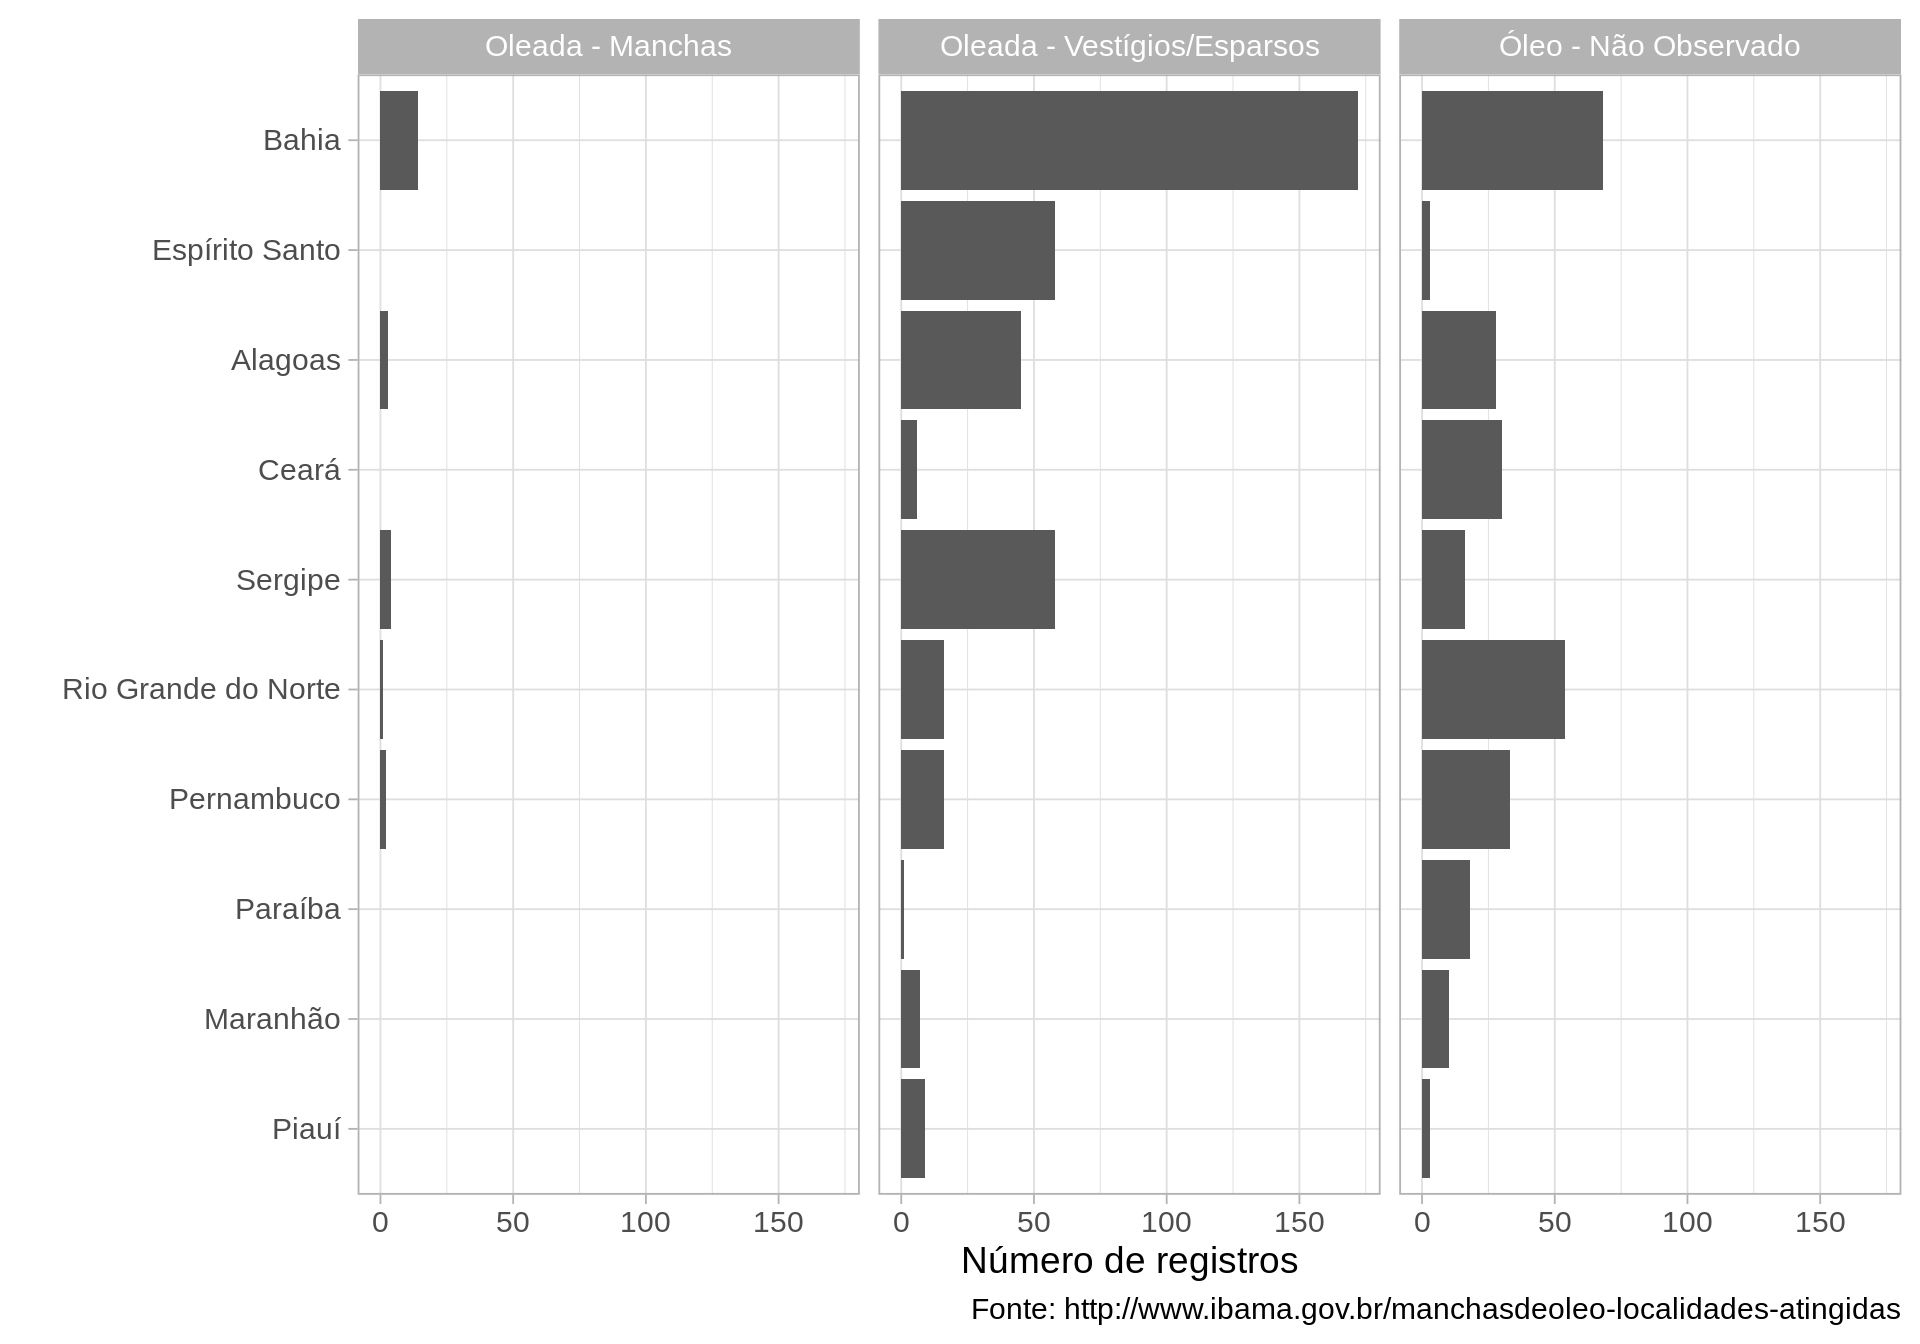 Oleada - Manchas
Oleada - Vestígios/Esparsos
Óleo - Não Observado
Bahia
Espírito Santo
Alagoas
Ceará
Sergipe
Rio Grande do Norte
Pernambuco
Paraíba
Maranhão
Piauí
0 50 100 150
0 50 100 150
0 50 100 150
Número de registros
Fonte: http://www.ibama.gov.br/manchasdeoleo-localidades-atingidas